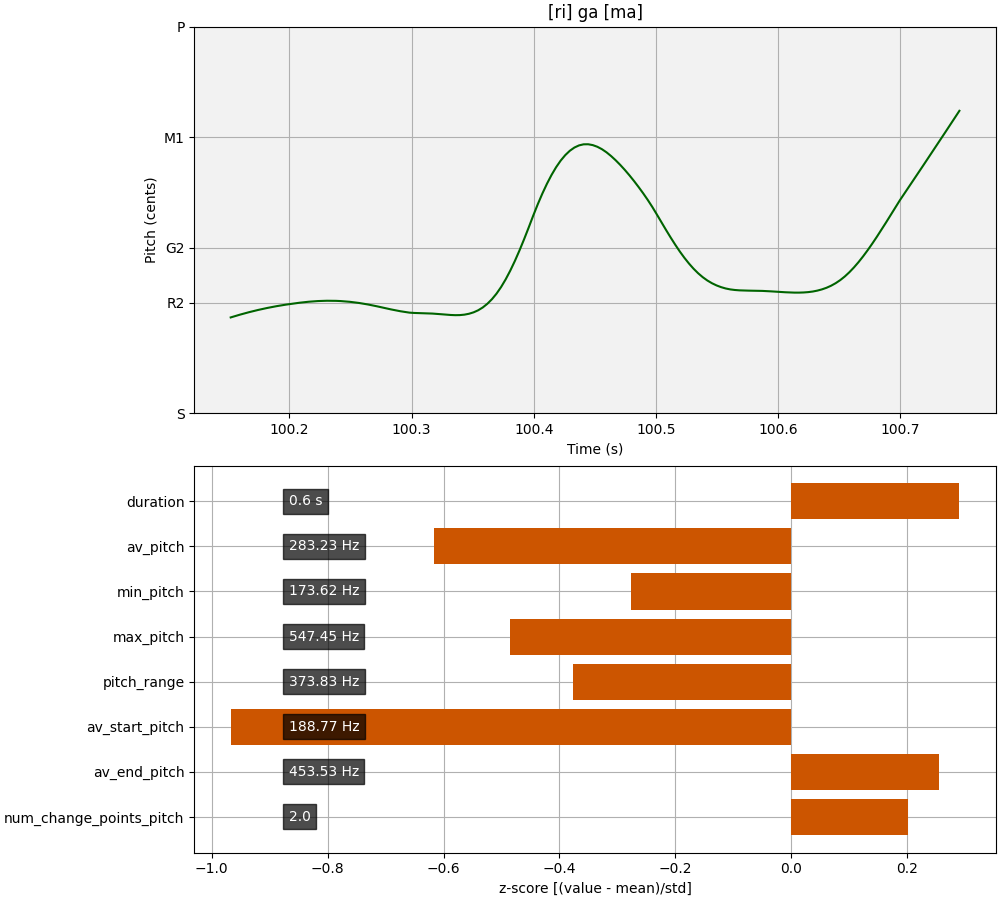 [ri] ga [ma]
P
M1
G2
R2
S
Pitch (cents)
100.2 100.3 100.4 100.5 100.6 100.7
Time (s)
duration 0.6 s
av_pitch 283.23 Hz
min_pitch 173.62 Hz
max_pitch 547.45 Hz
pitch_range 373.83 Hz
av_start_pitch 188.77 Hz
av_end_pitch 453.53 Hz
num_change_points_pitch 2.0
−1.0 −0.8 −0.6 −0.4 −0.2 0.0 0.2
z-score [(value - mean)/std]